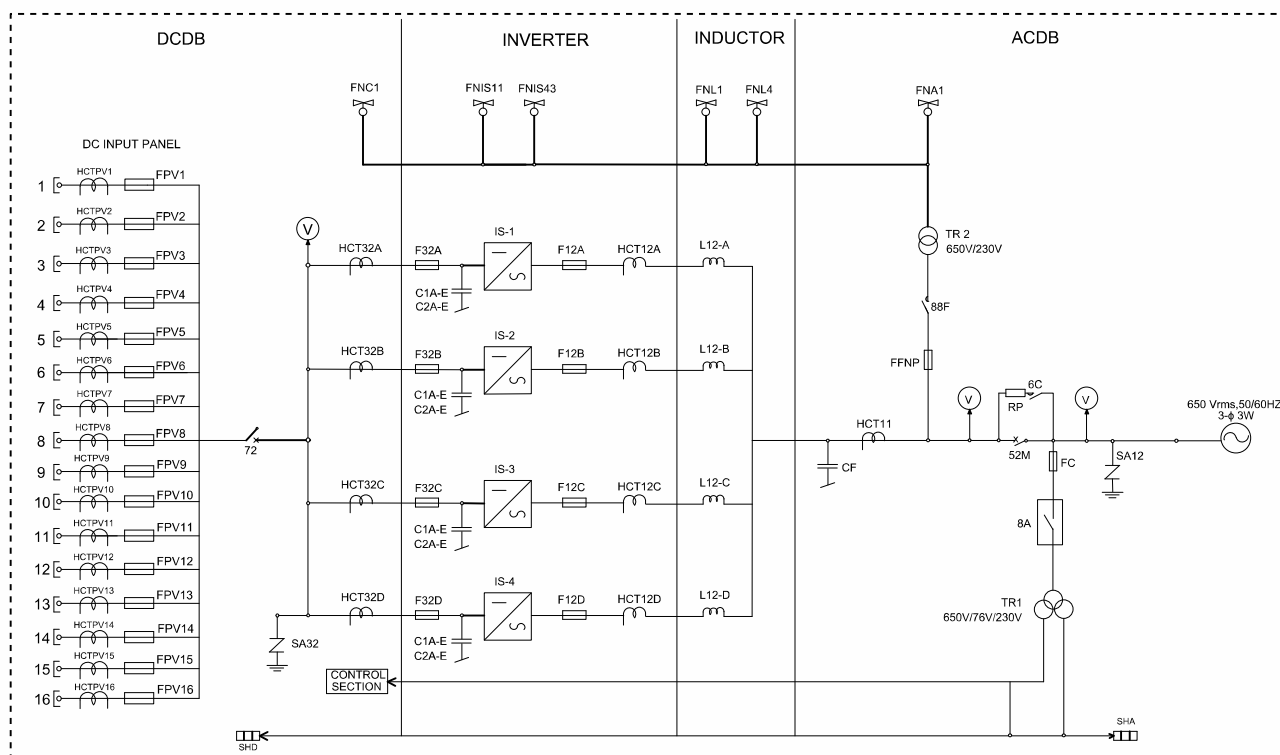 DCDB
INVERTER
INDUCTOR
ACDB
FNC1
FNIS11
FNIS43
FNL1
FNL4
FNA1
DC INPUT PANEL
1 HCTPV1 FPV1
2 HCTPV2 FPV2
3 HCTPV3 FPV3
4 HCTPV4 FPV4
5 HCTPV5 FPV5
6 HCTPV6 FPV6
7 HCTPV7 FPV7
8 HCTPV8 FPV8
9 HCTPV9 FPV9
10 HCTPV10 FPV10
11 HCTPV11 FPV11
12 HCTPV12 FPV12
13 HCTPV13 FPV13
14 HCTPV14 FPV14
15 HCTPV15 FPV15
16 HCTPV16 FPV16
72
V
SA32
HCT32A F32A IS-1 F12A HCT12A L12-A
C1A-E
C2A-E
HCT32B F32B IS-2 F12B HCT12B L12-B
C1A-E
C2A-E
HCT32C F32C IS-3 F12C HCT12C L12-C
C1A-E
C2A-E
HCT32D F32D IS-4 F12D HCT12D L12-D
C1A-E
C2A-E
TR 2
650V/230V
88F
FFNP
HCT11
CF
V
RP
6C
52M
V
650 Vrms,50/60HZ
3-ϕ 3W
SA12
FC
8A
TR1
650V/76V/230V
CONTROL
SECTION
SHD
SHA